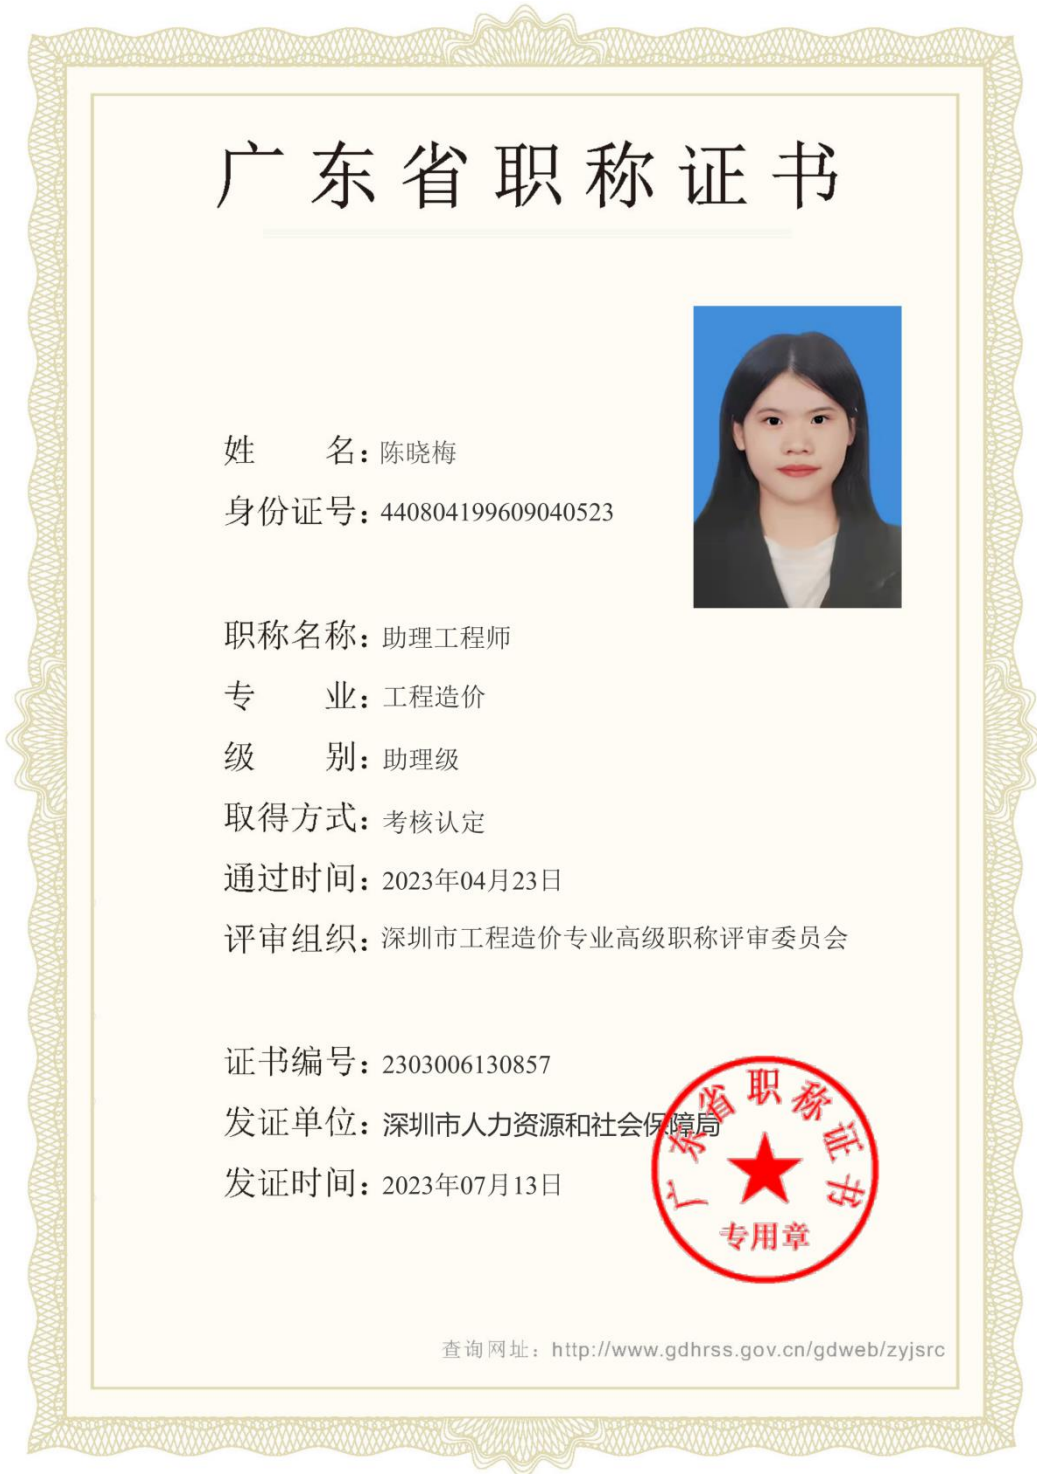 广东省职称证书
姓　　名：陈晓梅
身份证号：440804199609040523
职称名称：助理工程师
专　　业：工程造价
级　　别：助理级
取得方式：考核认定
通过时间：2023年04月23日
评审组织：深圳市工程造价专业高级职称评审委员会
证书编号：2303006130857
发证单位：深圳市人力资源和社会保障局
发证时间：2023年07月13日
广东省职称证书
专用章
查询网址：http://www.gdhrss.gov.cn/gdweb/zyjsrc